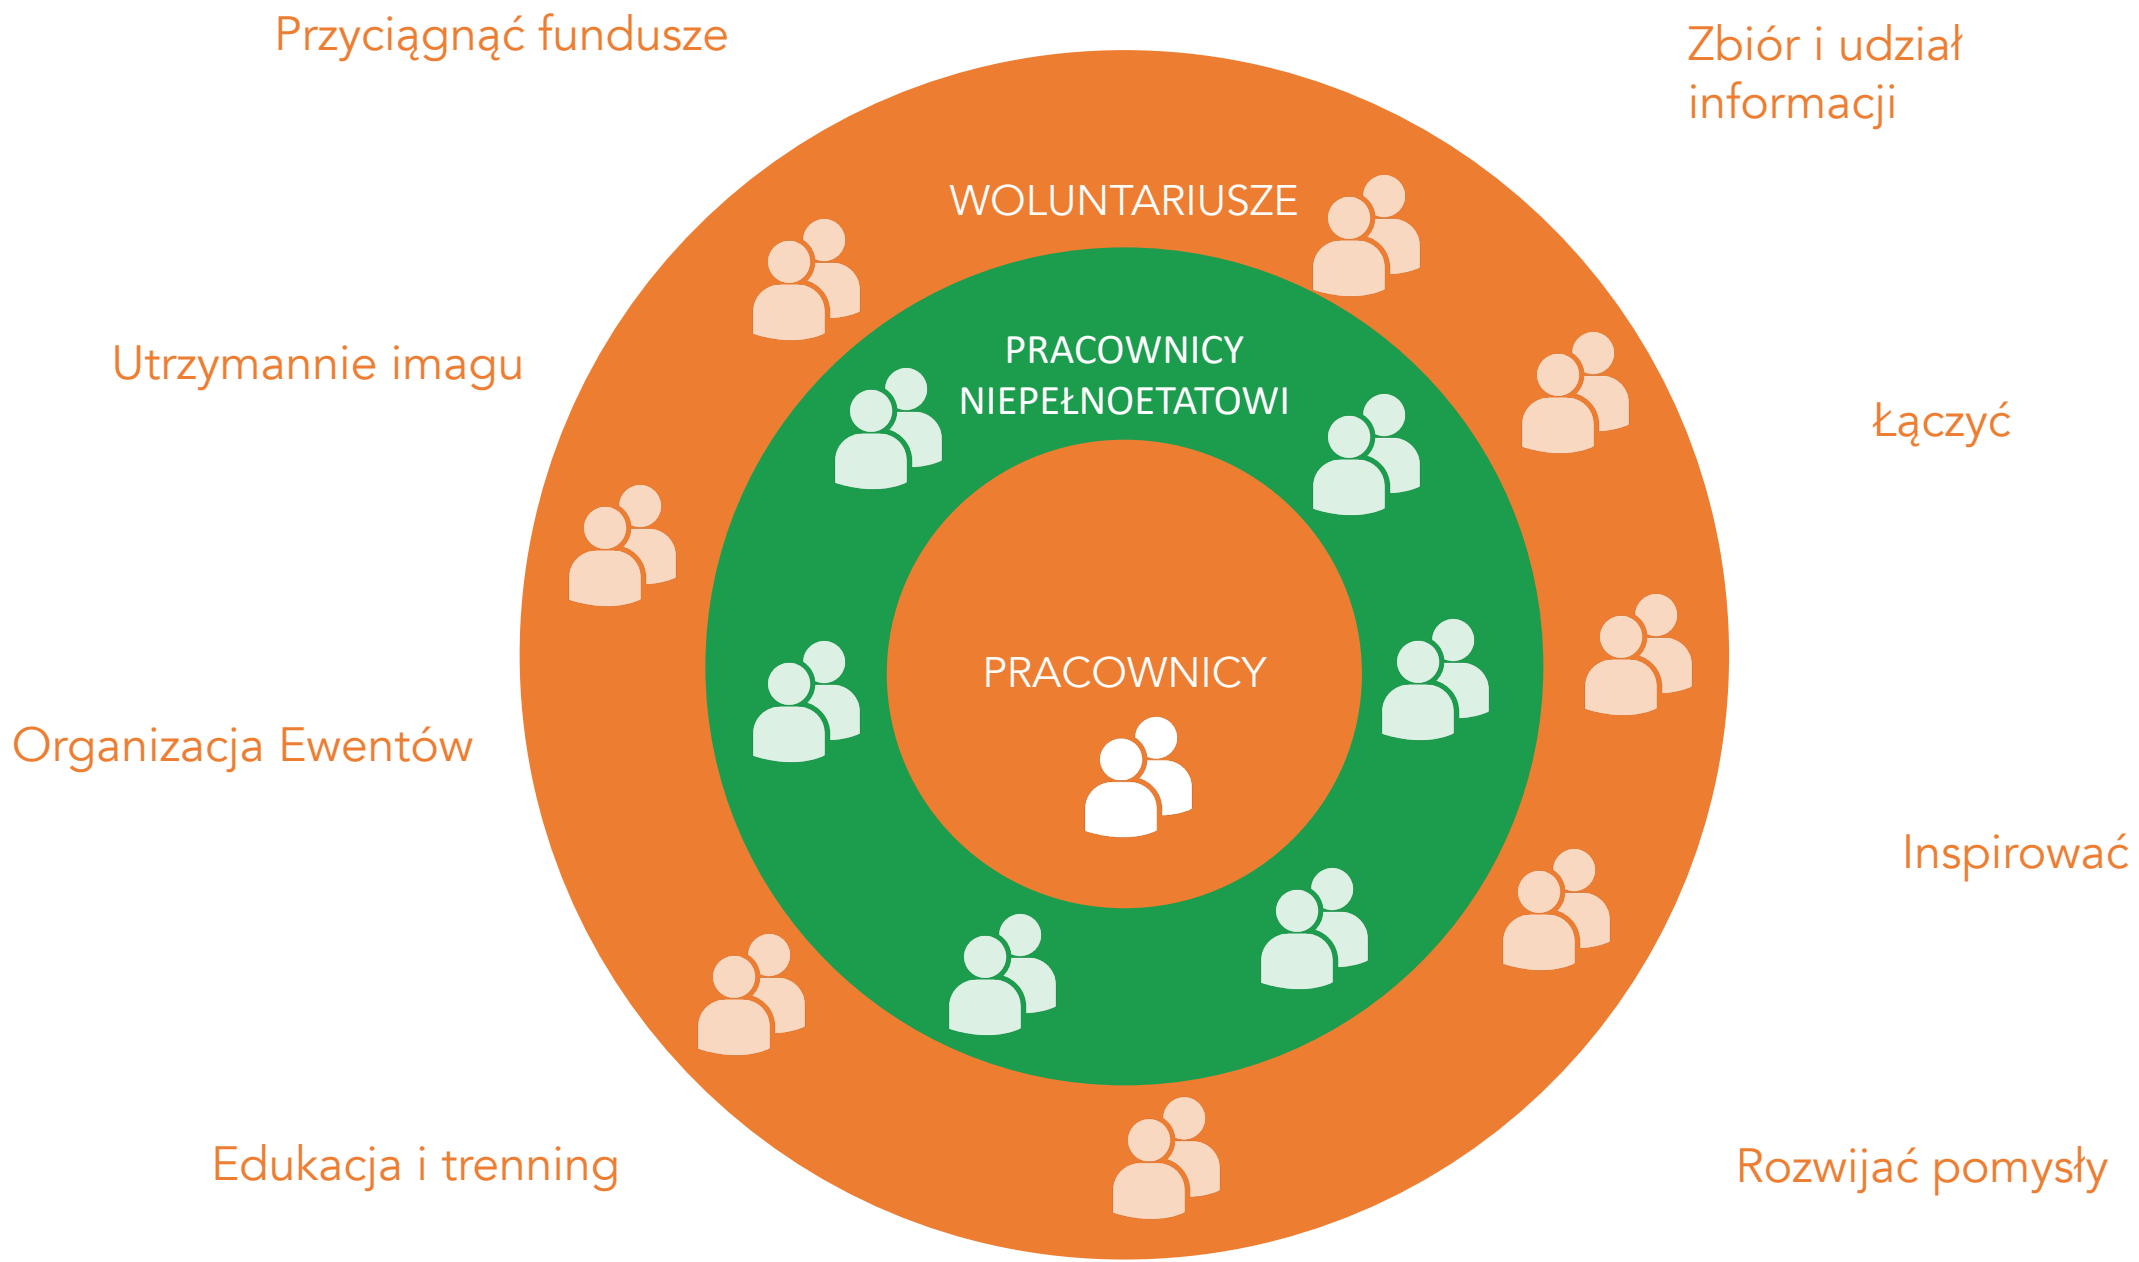 Przyciągnąć fundusze
Zbiór i udział
informacji
WOLUNTARIUSZE
PRACOWNICY
NIEPEŁNOETATOWI
Utrzymannie imagu
Łączyć
PRACOWNICY
Organizacja Ewentów
Inspirować
Edukacja i trenning
Rozwijać pomysły